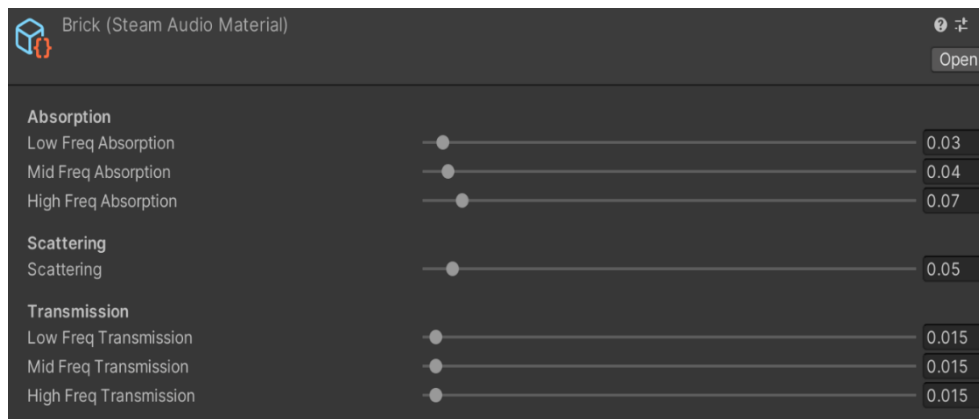 Brick (Steam Audio Material)
Open
Absorption
Low Freq Absorption 0.03
Mid Freq Absorption 0.04
High Freq Absorption 0.07
Scattering
Scattering 0.05
Transmission
Low Freq Transmission 0.015
Mid Freq Transmission 0.015
High Freq Transmission 0.015